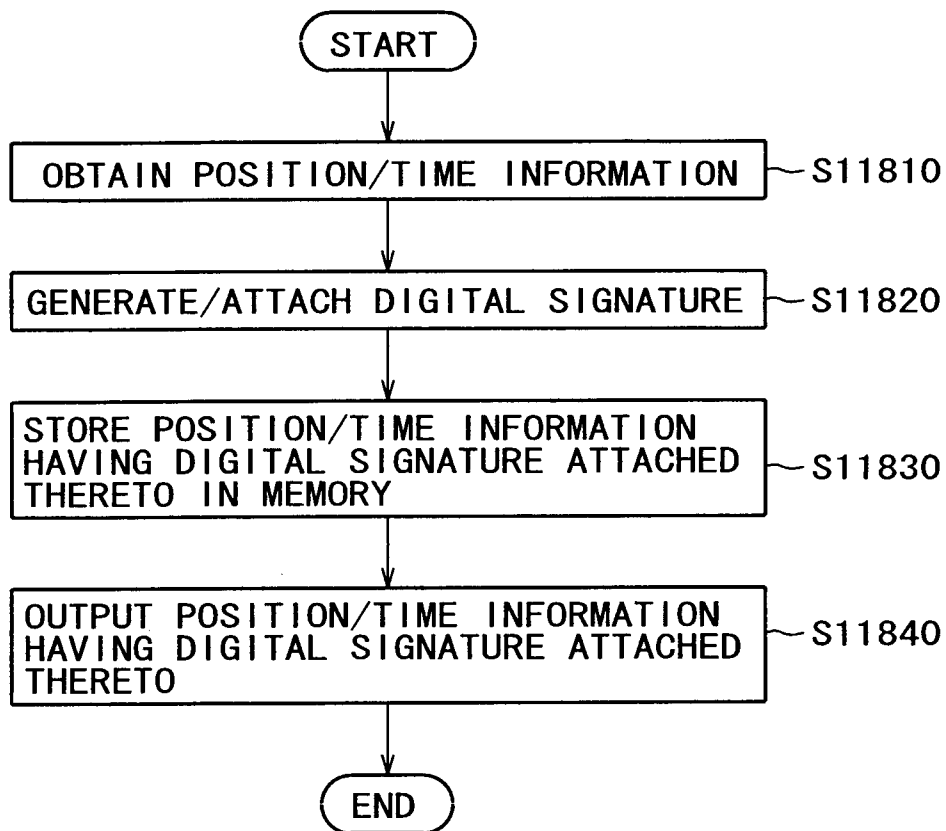 START
OBTAIN POSITION/TIME INFORMATION
S11810
GENERATE/ATTACH DIGITAL SIGNATURE
S11820
STORE POSITION/TIME INFORMATION
HAVING DIGITAL SIGNATURE ATTACHED
THERETO IN MEMORY
S11830
OUTPUT POSITION/TIME INFORMATION
HAVING DIGITAL SIGNATURE ATTACHED
THERETO
S11840
END